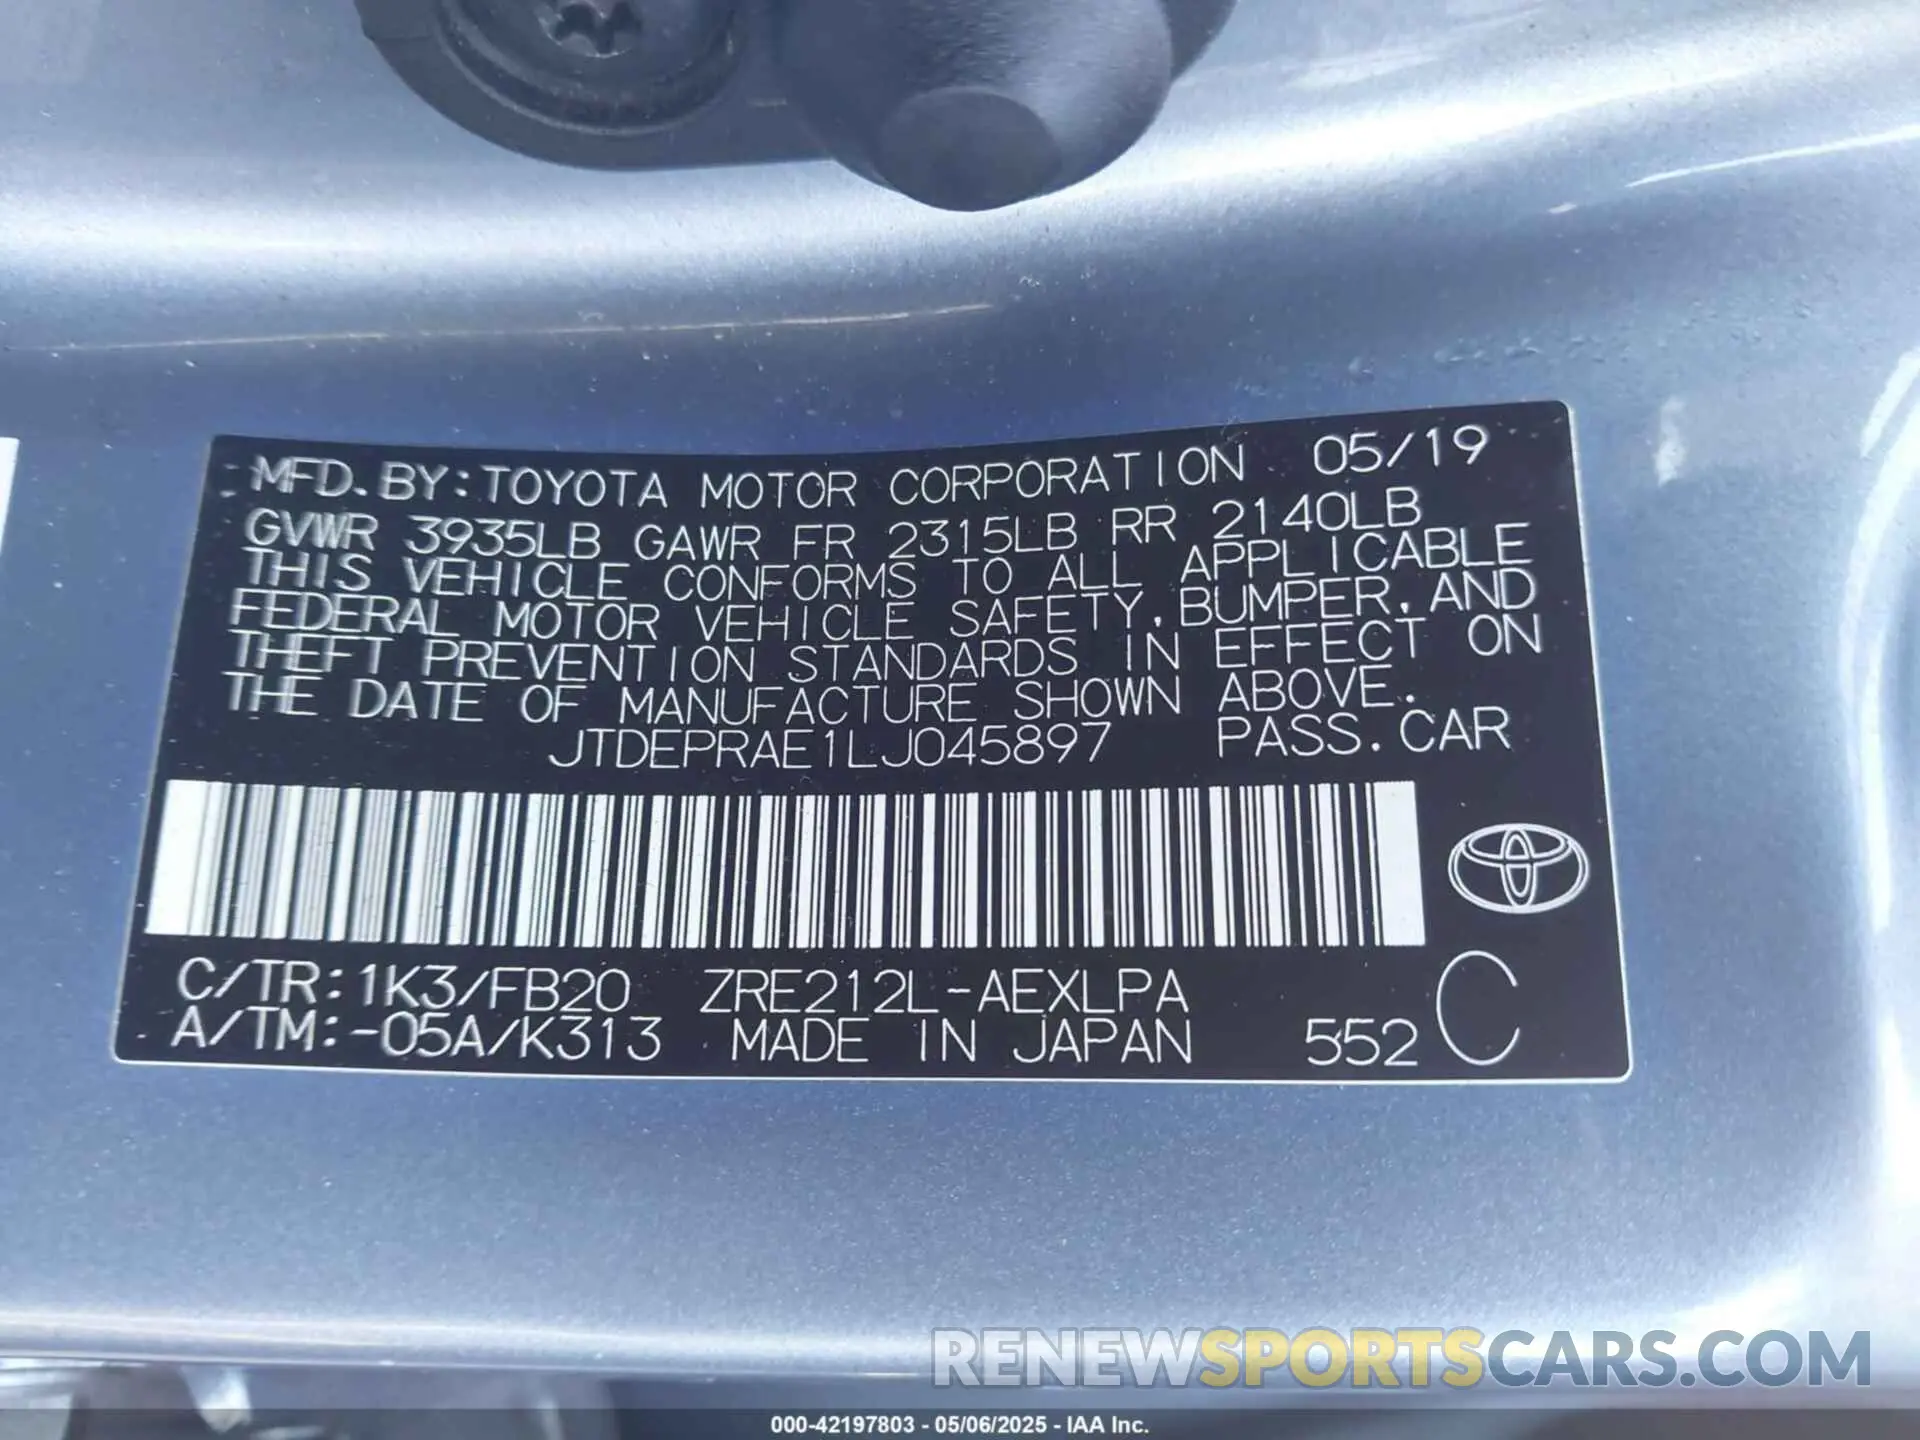 MFD. BY: TOYOTA MOTOR CORPORATION 05/19
GVWR 3935LB GAWR FR 2315LB RR 2140LB
THIS VEHICLE CONFORMS TO ALL APPLICABLE
FEDERAL MOTOR VEHICLE SAFETY, BUMPER, AND
THEFT PREVENTION STANDARDS IN EFFECT ON
THE DATE OF MANUFACTURE SHOWN ABOVE.
JTDEPRAE1LJ045897 PASS. CAR
C/TR: 1K3/FB20 ZRE212L-AEXLPA
A/TM: -05A/K313 MADE IN JAPAN 552 C
RENEWSPORTSCARS.COM
000-42197803 - 05/06/2025 - IAA Inc.